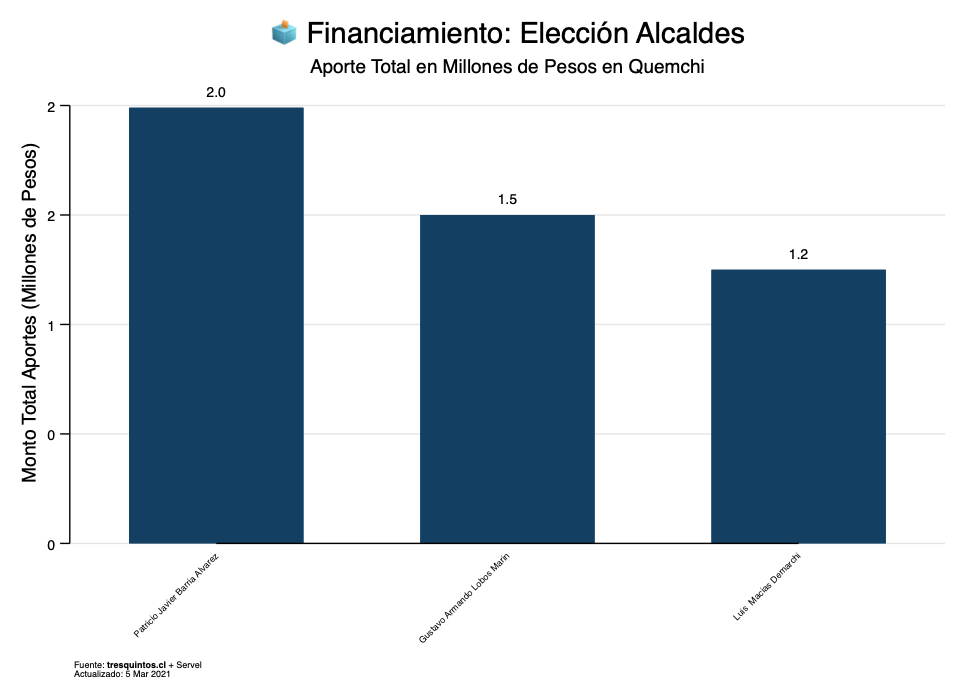 Financiamiento: Elección Alcaldes
Aporte Total en Millones de Pesos en Quemchi
Monto Total Aportes (Millones de Pesos)
2
2
1
0
0
2.0
1.5
1.2
Patricio Javier Barria Alvarez
Gustavo Armando Lobos Marin
Luis Macias Demarchi
Fuente: tresquintos.cl + Servel
Actualizado: 5 Mar 2021